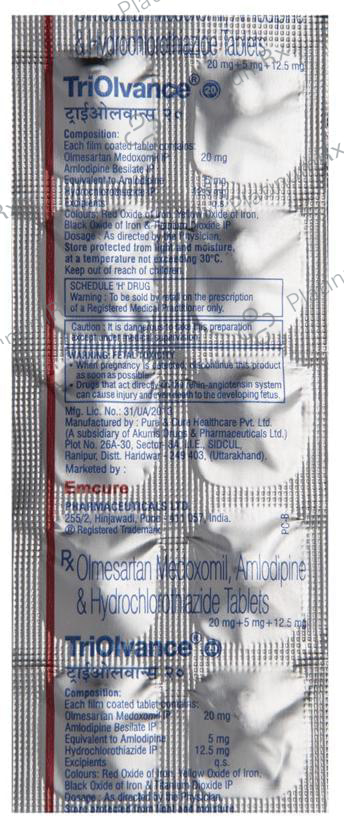 & Hydrochlorothiazide Tablets
20 mg+5 mg+12.5 mg
TriOlvance® 20
ट्राईओलवान्स २०
Composition:
Each film coated tablet contains:
Olmesartan Medoxomil IP 20 mg
Amlodipine Besilate IP
Equivalent to Amlodipine 5 mg
Hydrochlorothiazide IP 12.5 mg
Excipients q.s.
Colours: Red Oxide of Iron, Yellow Oxide of Iron,
Black Oxide of Iron & Titanium Dioxide IP
Dosage : As directed by the Physician.
Store protected from light and moisture,
at a temperature not exceeding 30°C.
Keep out of reach of children.
SCHEDULE 'H' DRUG
Warning : To be sold by retail on the prescription
of a Registered Medical Practitioner only.
Caution : It is dangerous to take this preparation
except under medical supervision.
WARNING: FETAL TOXICITY
• When pregnancy is detected, discontinue this product
as soon as possible
• Drugs that act directly on the renin-angiotensin system
can cause injury and even death to the developing fetus.
Mfg. Lic. No.: 31/UA/2013
Manufactured by : Pure & Cure Healthcare Pvt. Ltd.
(A subsidiary of Akums Drugs & Pharmaceuticals Ltd.)
Plot No. 26A-30, Sector- 8A, I.I.E., SIDCUL,
Ranipur, Distt. Haridwar - 249 403, (Uttarakhand).
Marketed by :
Emcure
PHARMACEUTICALS LTD.
255/2, Hinjawadi, Pune - 411 057, India.
® Registered Trademark
PC-B
Rx Olmesartan Medoxomil, Amlodipine
& Hydrochlorothiazide Tablets
20 mg+5 mg+12.5 mg
TriOlvance® 20
ट्राईओलवान्स २०
Composition:
Each film coated tablet contains:
Olmesartan Medoxomil IP 20 mg
Amlodipine Besilate IP
Equivalent to Amlodipine 5 mg
Hydrochlorothiazide IP 12.5 mg
Excipients q.s.
Colours: Red Oxide of Iron, Yellow Oxide of Iron,
Black Oxide of Iron & Titanium Dioxide IP
Dosage : As directed by the Physician.
Store protected from light and moisture